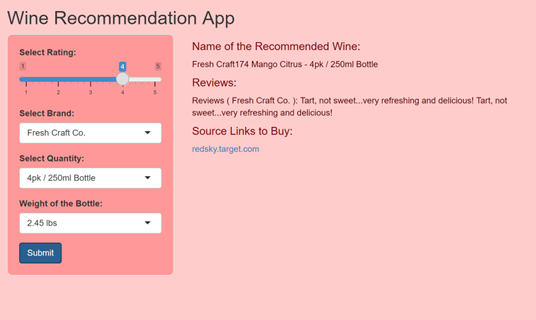 Wine Recommendation App
Select Rating:
1 4 5
1 2 3 4 5
Select Brand:
Fresh Craft Co.
Select Quantity:
4pk / 250ml Bottle
Weight of the Bottle:
2.45 lbs
Submit
Name of the Recommended Wine:
Fresh Craft174 Mango Citrus - 4pk / 250ml Bottle
Reviews:
Reviews ( Fresh Craft Co. ): Tart, not sweet...very refreshing and delicious! Tart, not
sweet...very refreshing and delicious!
Source Links to Buy:
redsky.target.com